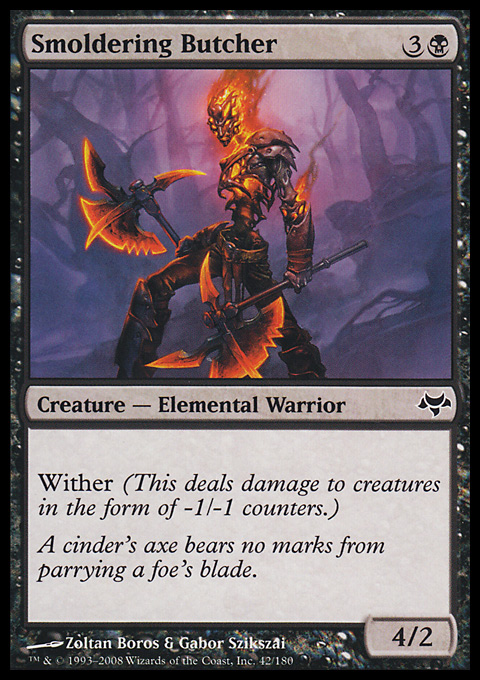 Smoldering Butcher 3
Creature — Elemental Warrior
Wither (This deals damage to creatures
in the form of -1/-1 counters.)
A cinder's axe bears no marks from
parrying a foe's blade.
Zoltan Boros & Gabor Szikszai
4/2
™ & © 1993–2008 Wizards of the Coast, Inc. 42/180